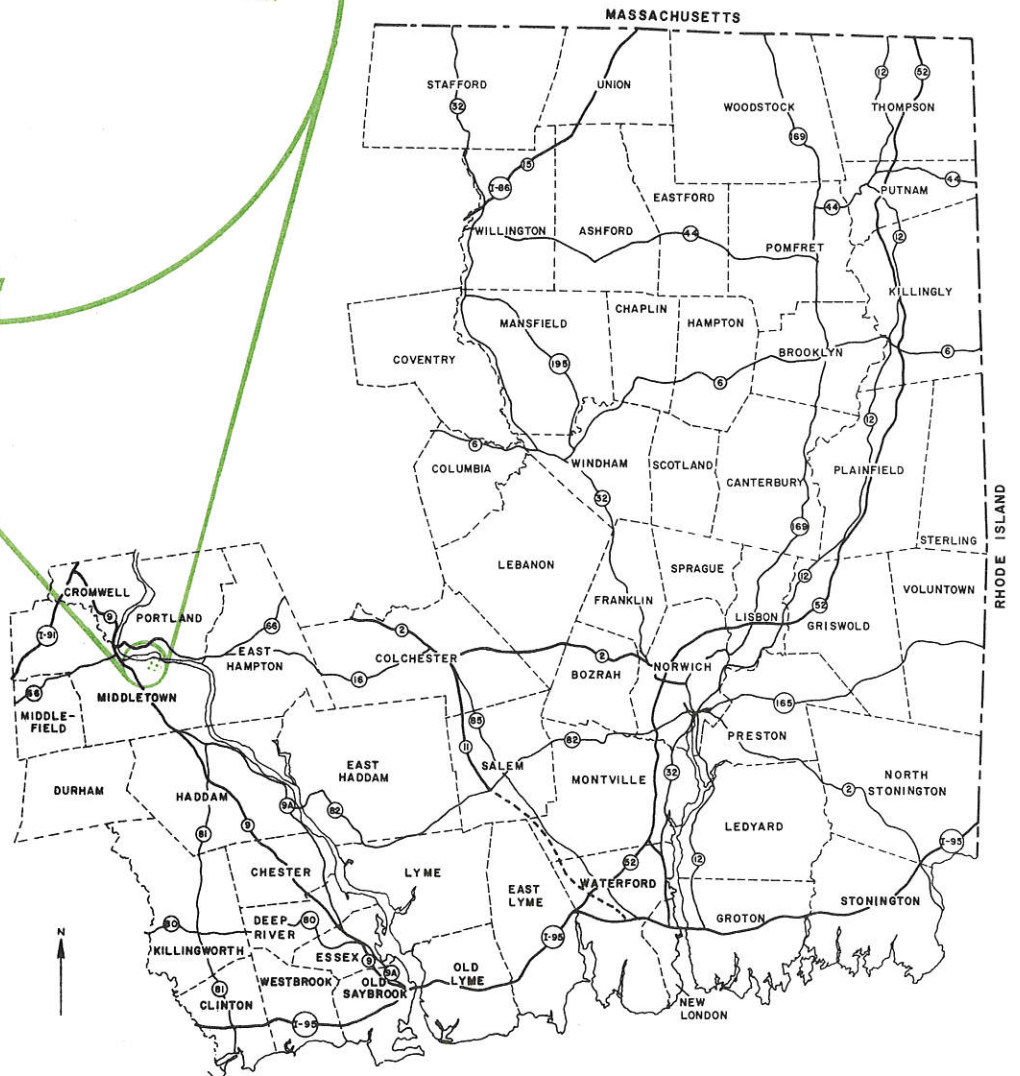 MASSACHUSETTS
STAFFORD
UNION
WOODSTOCK
THOMPSON
12
52
32
169
15
I-86
44
PUTNAM
44
EASTFORD
44
WILLINGTON
ASHFORD
44
POMFRET
12
KILLINGLY
CHAPLIN
HAMPTON
MANSFIELD
COVENTRY
195
BROOKLYN
6
6
12
6
COLUMBIA
WINDHAM
SCOTLAND
CANTERBURY
PLAINFIELD
32
169
RHODE ISLAND
STERLING
LEBANON
SPRAGUE
12
VOLUNTOWN
FRANKLIN
52
LISBON
GRISWOLD
CROMWELL
9
PORTLAND
I-91
66
2
EAST
HAMPTON
COLCHESTER
2
NORWICH
BOZRAH
16
66
MIDDLETOWN
165
MIDDLE-
FIELD
85
82
PRESTON
11
EAST
HADDAM
SALEM
MONTVILLE
32
NORTH
STONINGTON
2
DURHAM
HADDAM
9A
82
81
9
LEDYARD
I-95
12
CHESTER
LYME
52
EAST
LYME
WATERFORD
STONINGTON
80
DEEP
RIVER
80
GROTON
I-95
KILLINGWORTH
ESSEX
9
9A
OLD
LYME
WESTBROOK
OLD
SAYBROOK
81
CLINTON
I-95
NEW
LONDON
N